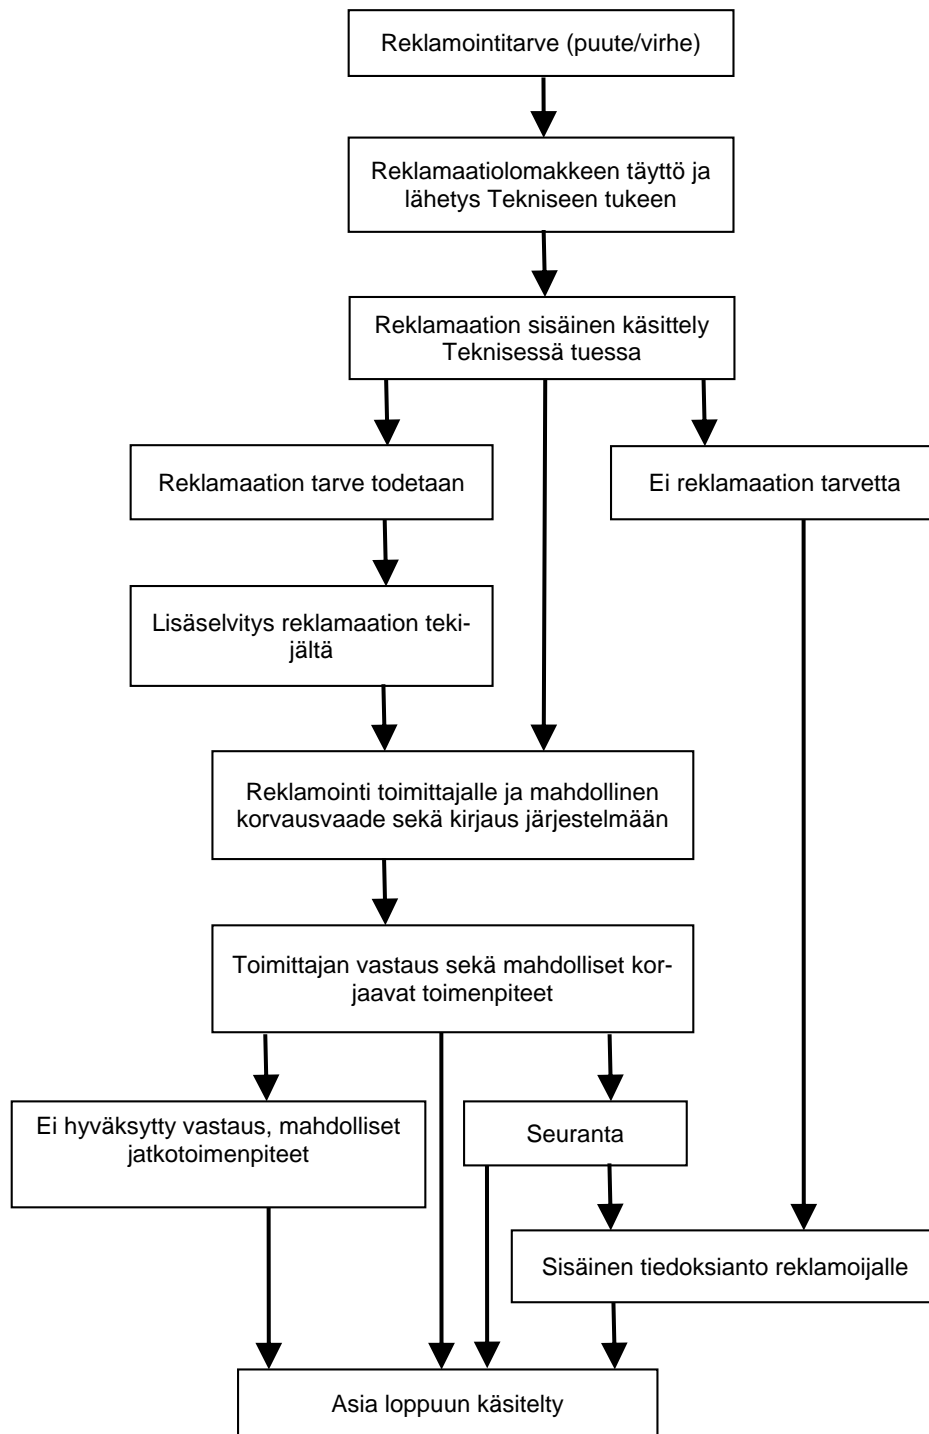 Reklamointitarve (puute/virhe)
Reklamaatiolomakkeen täyttö ja
lähetys Tekniseen tukeen
Reklamaation sisäinen käsittely
Teknisessä tuessa
Reklamaation tarve todetaan
Ei reklamaation tarvetta
Lisäselvitys reklamaation teki-
jältä
Reklamointi toimittajalle ja mahdollinen
korvausvaade sekä kirjaus järjestelmään
Toimittajan vastaus sekä mahdolliset kor-
jaavat toimenpiteet
Ei hyväksytty vastaus, mahdolliset
jatkotoimenpiteet
Seuranta
Sisäinen tiedoksianto reklamoijalle
Asia loppuun käsitelty